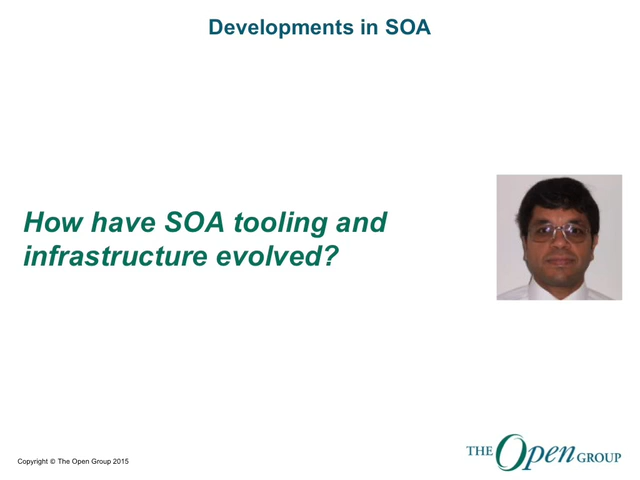 Developments in SOA
How have SOA tooling and
infrastructure evolved?
Copyright © The Open Group 2015
THE Open GROUP